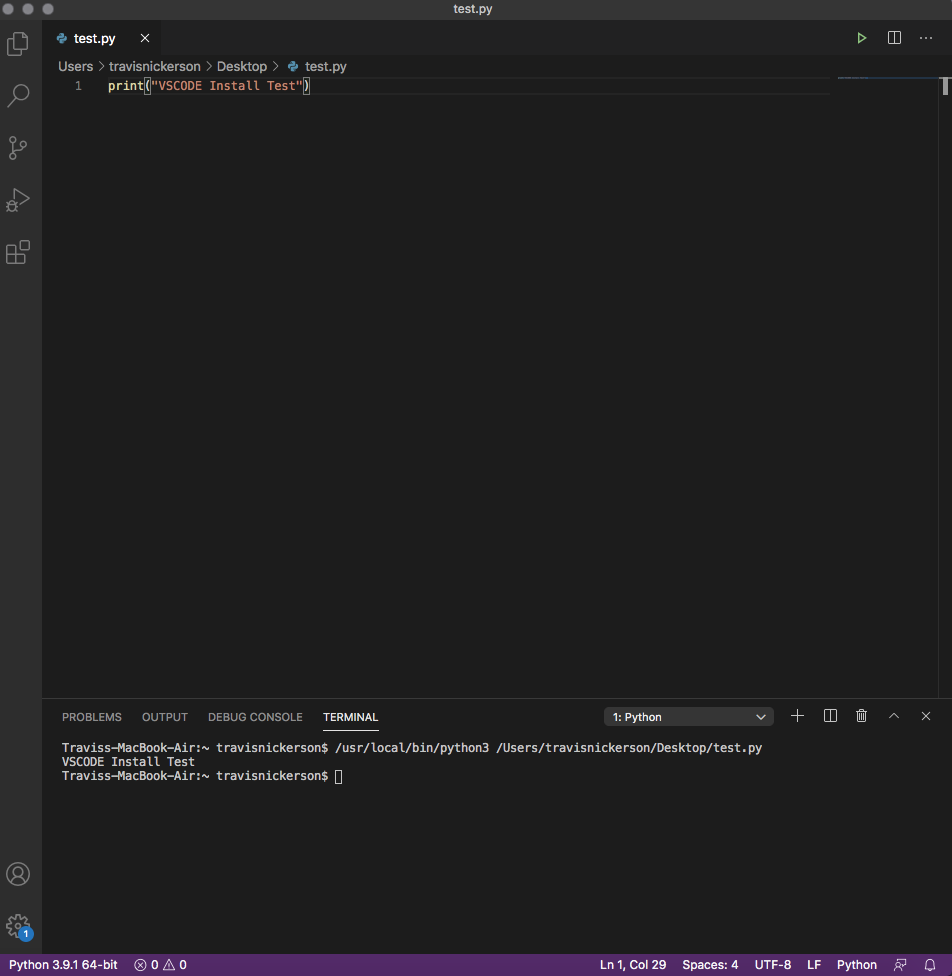 test.py
test.py
Users > travisnickerson > Desktop > test.py
1 print("VSCODE Install Test")
PROBLEMS OUTPUT DEBUG CONSOLE TERMINAL 1: Python
Traviss-MacBook-Air:~ travisnickerson$ /usr/local/bin/python3 /Users/travisnickerson/Desktop/test.py
VSCODE Install Test
Traviss-MacBook-Air:~ travisnickerson$
1
Python 3.9.1 64-bit 0 0 Ln 1, Col 29 Spaces: 4 UTF-8 LF Python